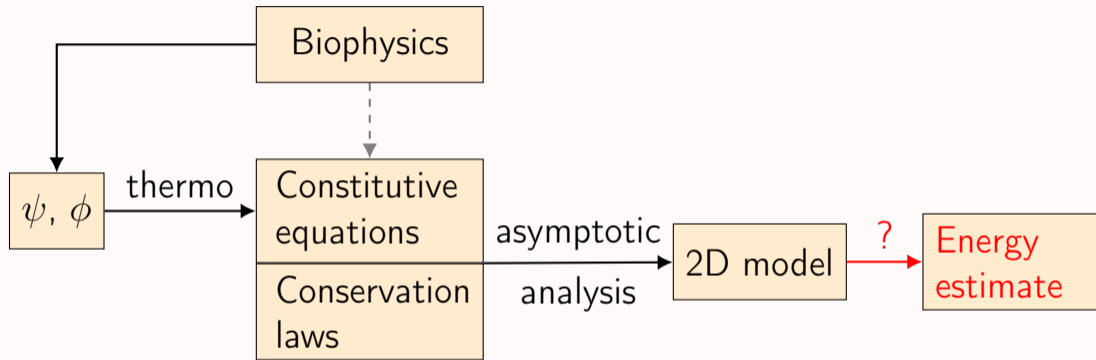 Biophysics
ψ, ϕ
thermo
Constitutive
equations
Conservation
laws
asymptotic
analysis
2D model
?
Energy
estimate